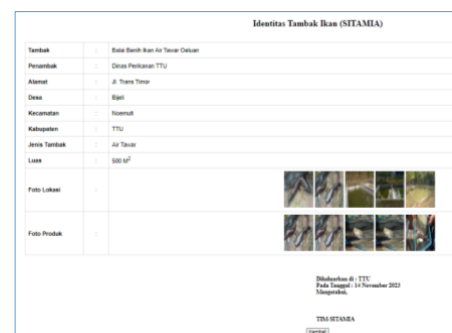 Identitas Tambak Ikan (SITAMIA)
Tambak : Balai Benih Ikan Air Tawar Oeluan
Penambak : Dinas Perikanan TTU
Alamat : Jl. Trans Timor
Desa : Bijeli
Kecamatan : Noemuti
Kabupaten : TTU
Jenis Tambak : Air Tawar
Luas : 500 M²
Foto Lokasi :
Foto Produk :
Dikeluarkan di : TTU
Pada Tanggal : 14 November 2023
Mengetahui,
TIM SITAMIA
Kembali